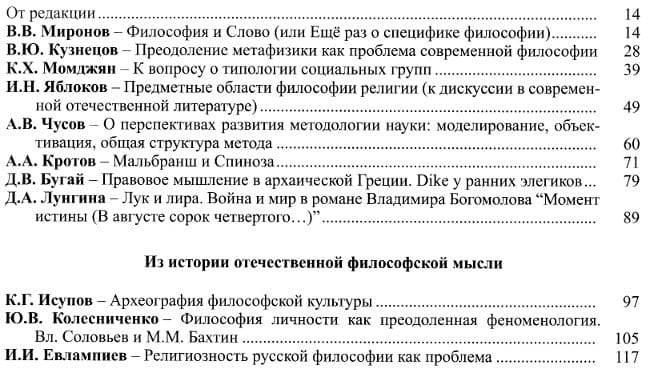 От редакции ........ 14
В.В. Миронов – Философия и Слово (или Ещё раз о специфике философии)........ 14
В.Ю. Кузнецов – Преодоление метафизики как проблема современной философии 28
К.Х. Момджян – К вопросу о типологии социальных групп ........ 39
И.Н. Яблоков – Предметные области философии религии (к дискуссии в современ-
ной отечественной литературе) ........ 49
А.В. Чусов – О перспективах развития методологии науки: моделирование, объек-
тивация, общая структура метода ........ 60
А.А. Кротов – Мальбранш и Спиноза ........ 71
Д.В. Бугай – Правовое мышление в архаической Греции. Dike у ранних элегиков ... 79
Д.А. Лунгина – Лук и лира. Война и мир в романе Владимира Богомолова “Момент
истины (В августе сорок четвертого…)” ........ 89
Из истории отечественной философской мысли
К.Г. Исупов – Археография философской культуры ........ 97
Ю.В. Колесниченко – Философия личности как преодоленная феноменология.
Вл. Соловьев и М.М. Бахтин ........ 105
И.И. Евлампиев – Религиозность русской философии как проблема ........ 117